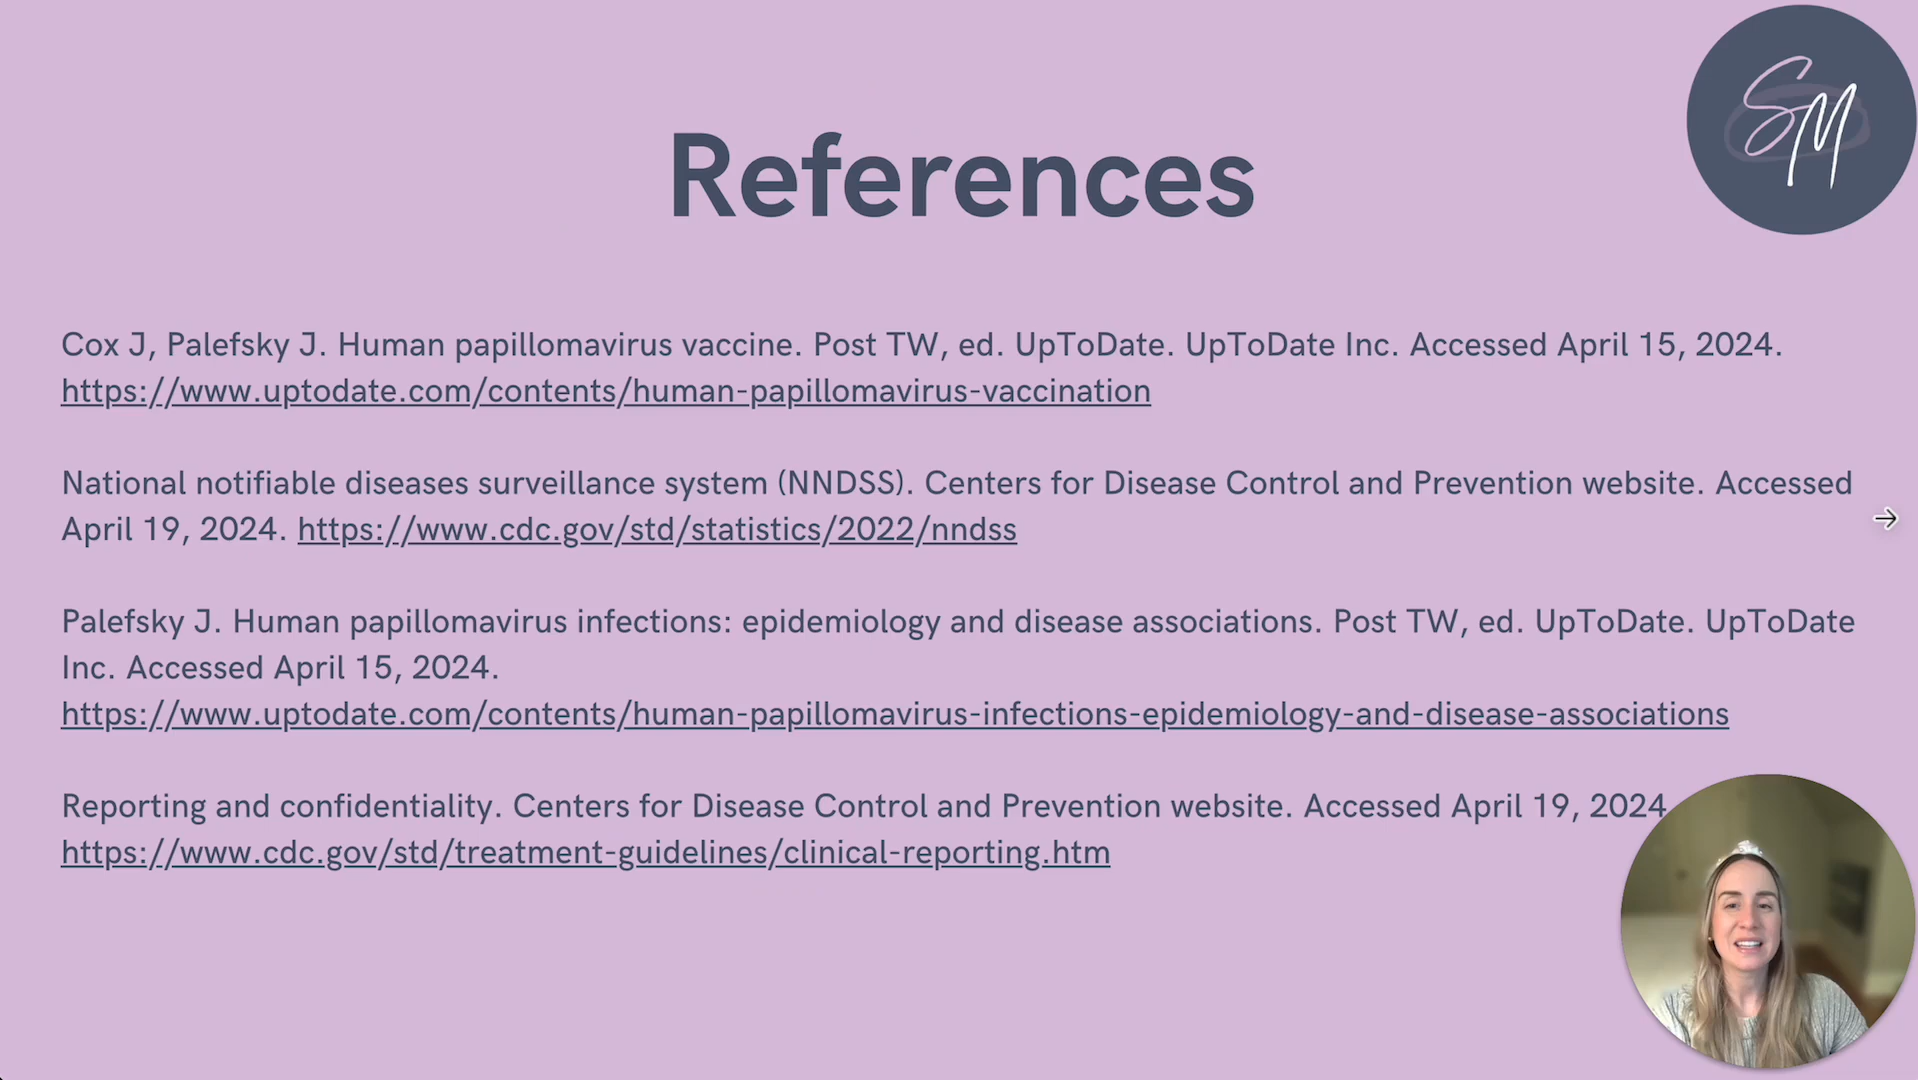 SM
References
Cox J, Palefsky J. Human papillomavirus vaccine. Post TW, ed. UpToDate. UpToDate Inc. Accessed April 15, 2024.
https://www.uptodate.com/contents/human-papillomavirus-vaccination
National notifiable diseases surveillance system (NNDSS). Centers for Disease Control and Prevention website. Accessed
April 19, 2024. https://www.cdc.gov/std/statistics/2022/nndss
Palefsky J. Human papillomavirus infections: epidemiology and disease associations. Post TW, ed. UpToDate. UpToDate
Inc. Accessed April 15, 2024.
https://www.uptodate.com/contents/human-papillomavirus-infections-epidemiology-and-disease-associations
Reporting and confidentiality. Centers for Disease Control and Prevention website. Accessed April 19, 2024
https://www.cdc.gov/std/treatment-guidelines/clinical-reporting.htm